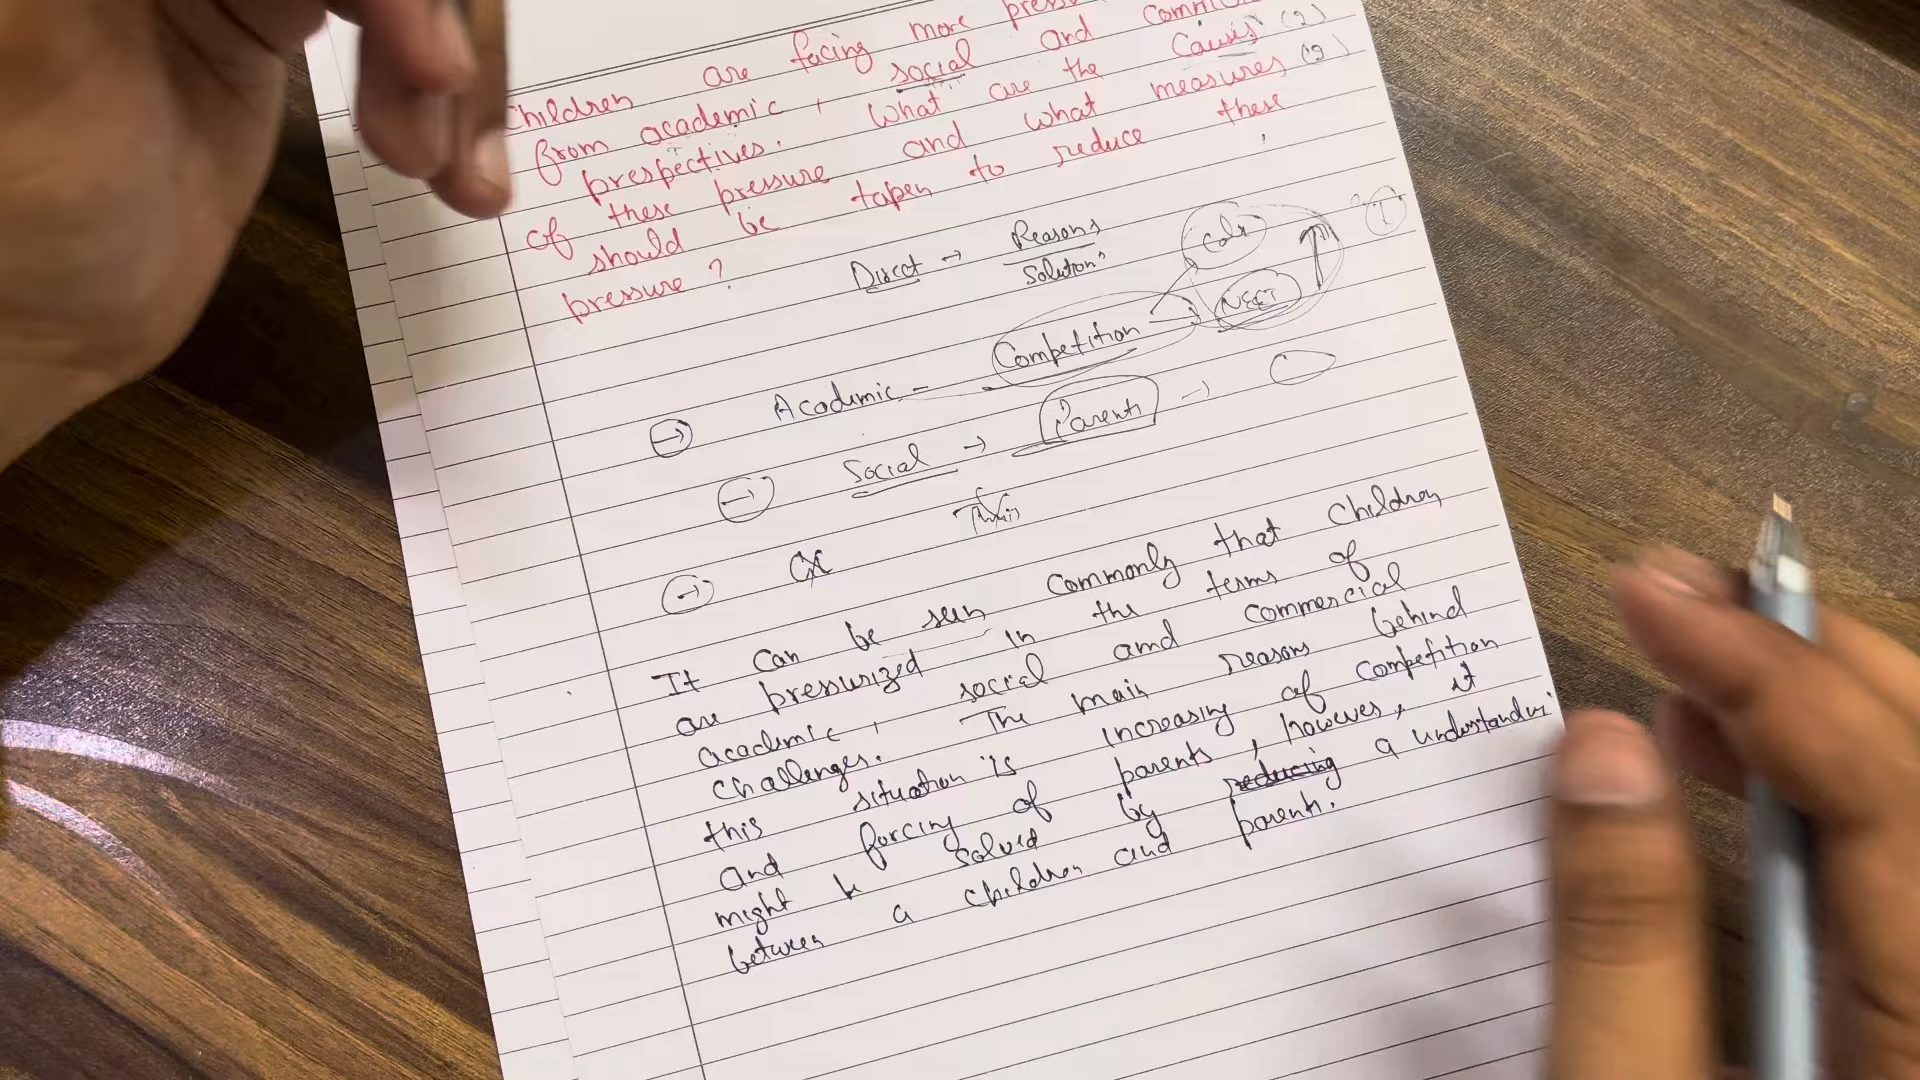 are facing more press
Children
from academic, social and comm
prespectives. What are the causes (2)
of these pressure and what measures (2)
should be taken to reduce these
pressure ?
Direct → Reasons
Solutions
Academic - Competition
NEET
Social → Parents
It can be seen commonly that children
are pressurized in the terms of
academic, social and commercial
challenges. The main reasons behind
this situation is increasing of competition
and forcing of parents, however, it
might be solved by reducing a understandi
between a children and parents.